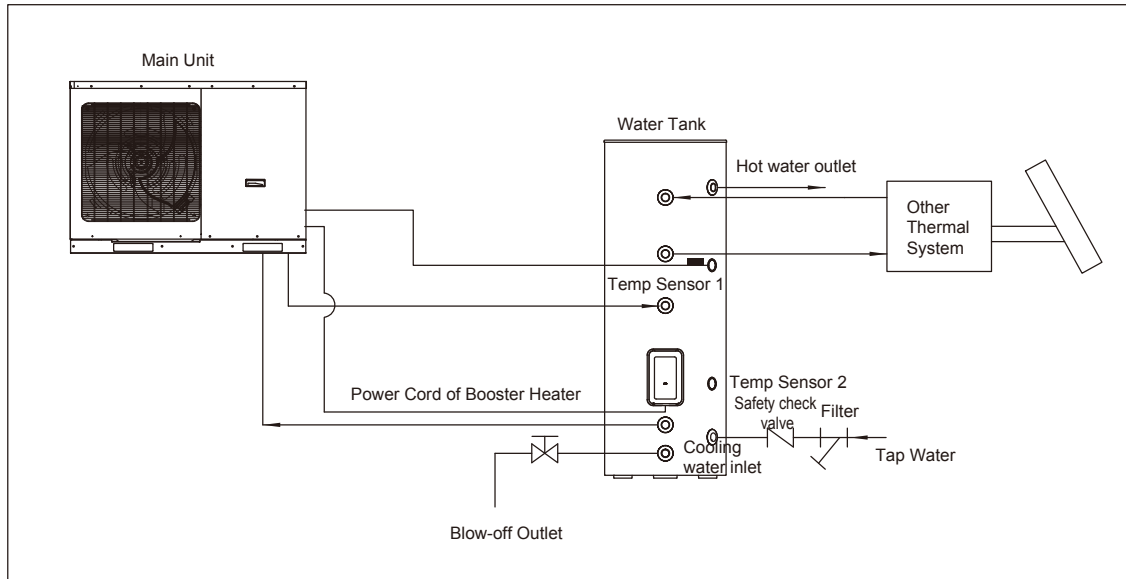 Main Unit
Water Tank
Hot water outlet
Other
Thermal
System
Temp Sensor 1
Power Cord of Booster Heater
Temp Sensor 2
Safety check
valve
Filter
Tap Water
Cooling
water inlet
Blow-off Outlet